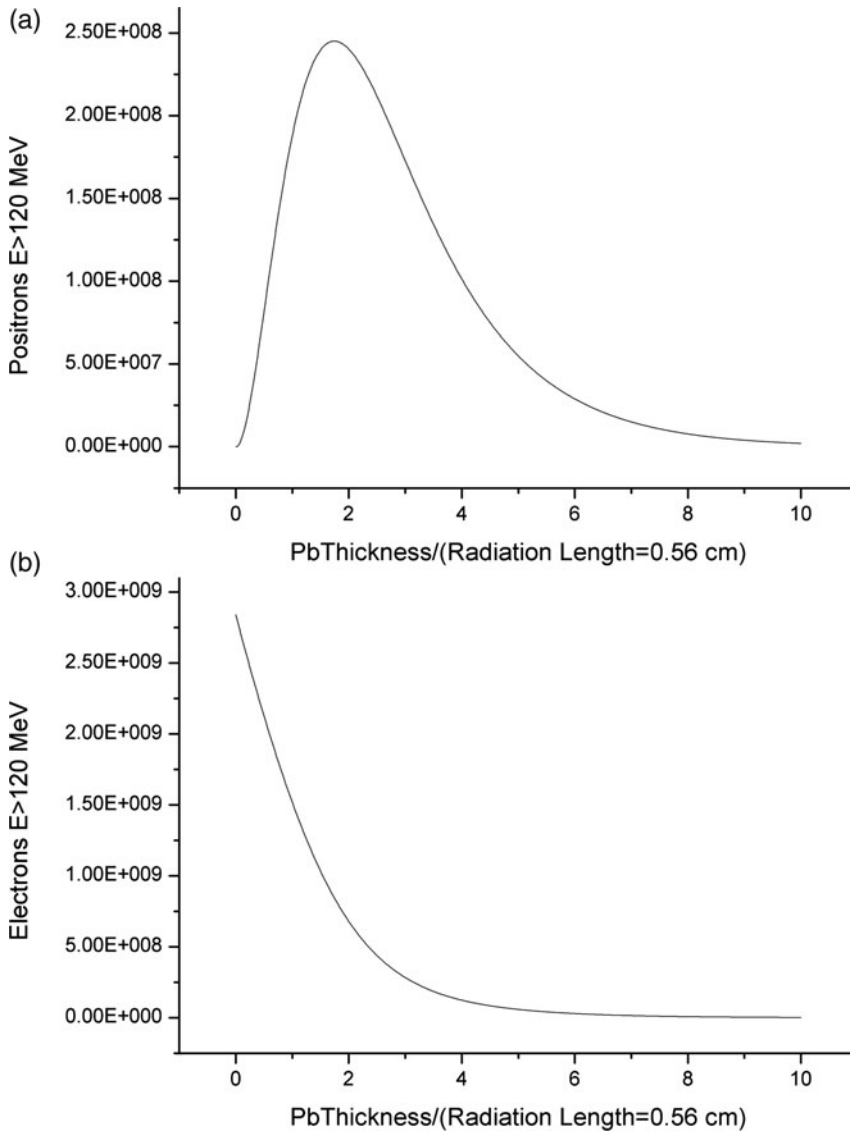 (a)
Positrons E>120 MeV
2.50E+008
2.00E+008
1.50E+008
1.00E+008
5.00E+007
0.00E+000
0 2 4 6 8 10
PbThickness/(Radiation Length=0.56 cm)
(b)
Electrons E>120 MeV
3.00E+009
2.50E+009
2.00E+009
1.50E+009
1.00E+009
5.00E+008
0.00E+000
0 2 4 6 8 10
PbThickness/(Radiation Length=0.56 cm)